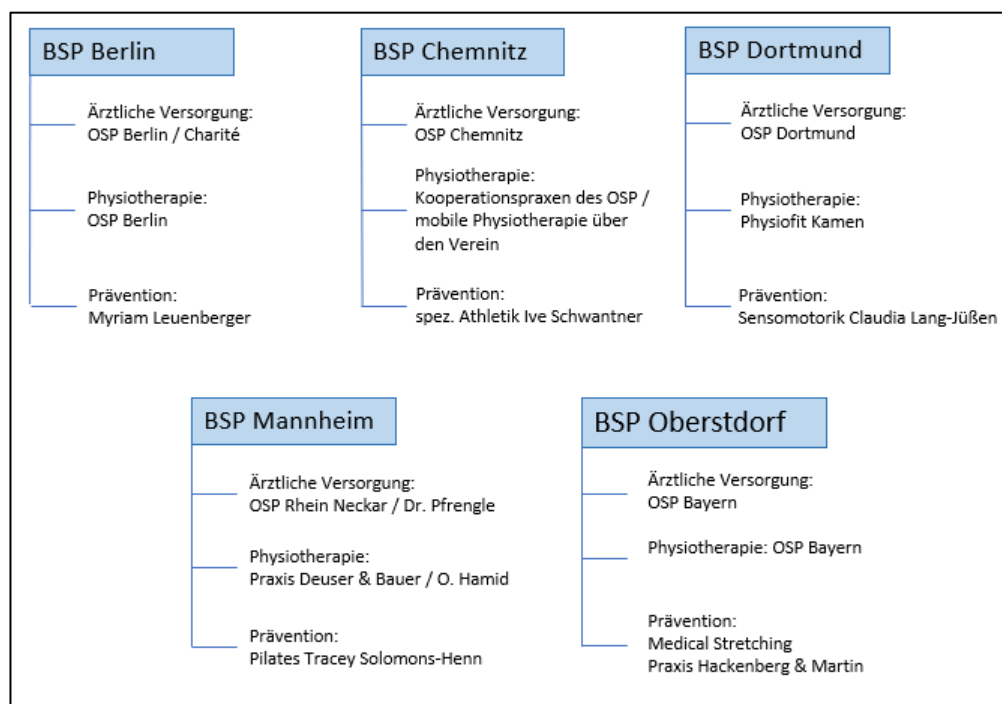 BSP Berlin
Ärztliche Versorgung:
OSP Berlin / Charité
Physiotherapie:
OSP Berlin
Prävention:
Myriam Leuenberger
BSP Chemnitz
Ärztliche Versorgung:
OSP Chemnitz
Physiotherapie:
Kooperationspraxen des OSP /
mobile Physiotherapie über
den Verein
Prävention:
spez. Athletik Ive Schwantner
BSP Dortmund
Ärztliche Versorgung:
OSP Dortmund
Physiotherapie:
Physiofit Kamen
Prävention:
Sensomotorik Claudia Lang-Jüßen
BSP Mannheim
Ärztliche Versorgung:
OSP Rhein Neckar / Dr. Pfrengle
Physiotherapie:
Praxis Deuser & Bauer / O. Hamid
Prävention:
Pilates Tracey Solomons-Henn
BSP Oberstdorf
Ärztliche Versorgung:
OSP Bayern
Physiotherapie: OSP Bayern
Prävention:
Medical Stretching
Praxis Hackenberg & Martin